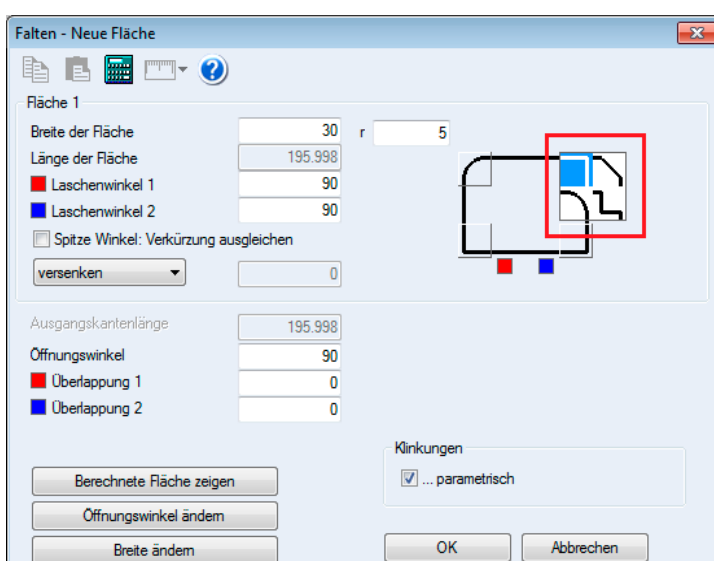 Falten - Neue Fläche
Fläche 1
Breite der Fläche 30 r 5
Länge der Fläche 195.998
Laschenwinkel 1 90
Laschenwinkel 2 90
Spitze Winkel: Verkürzung ausgleichen
versenken 0
Ausgangskantenlänge 195.998
Öffnungswinkel 90
Überlappung 1 0
Überlappung 2 0
Klinkungen
... parametrisch
Berechnete Fläche zeigen
Öffnungswinkel ändern
Breite ändern OK Abbrechen